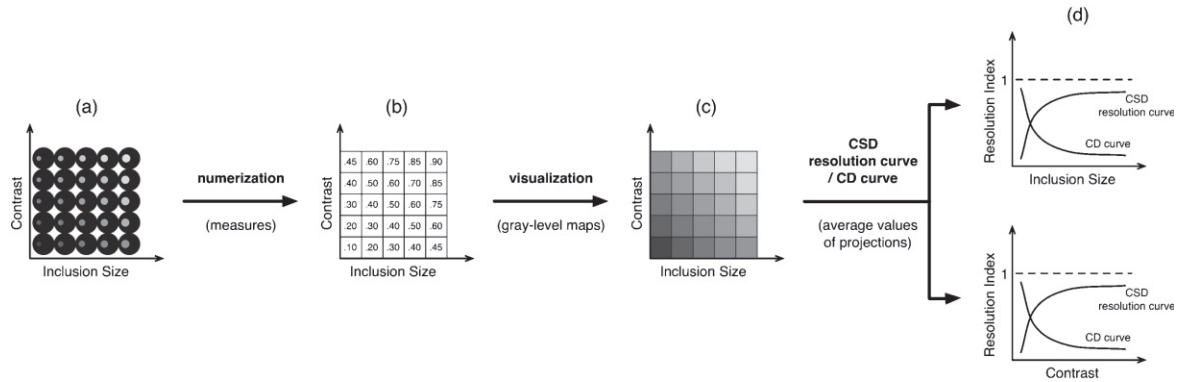 (a)
Contrast
Inclusion Size
numerization
(measures)
(b)
Contrast
.45 .60 .75 .85 .90
.40 .50 .60 .70 .85
30 .40 .50 .60 .75
.20 .30 .40 .50 .60
.10 .20 .30 .40 .45
Inclusion Size
visualization
(gray-level maps)
(c)
Contrast
Inclusion Size
CSD
resolution curve
/ CD curve
(average values
of projections)
(d)
Resolution Index
1
CSD
resolution curve
CD curve
Inclusion Size
Resolution Index
1
CSD
resolution curve
CD curve
Contrast